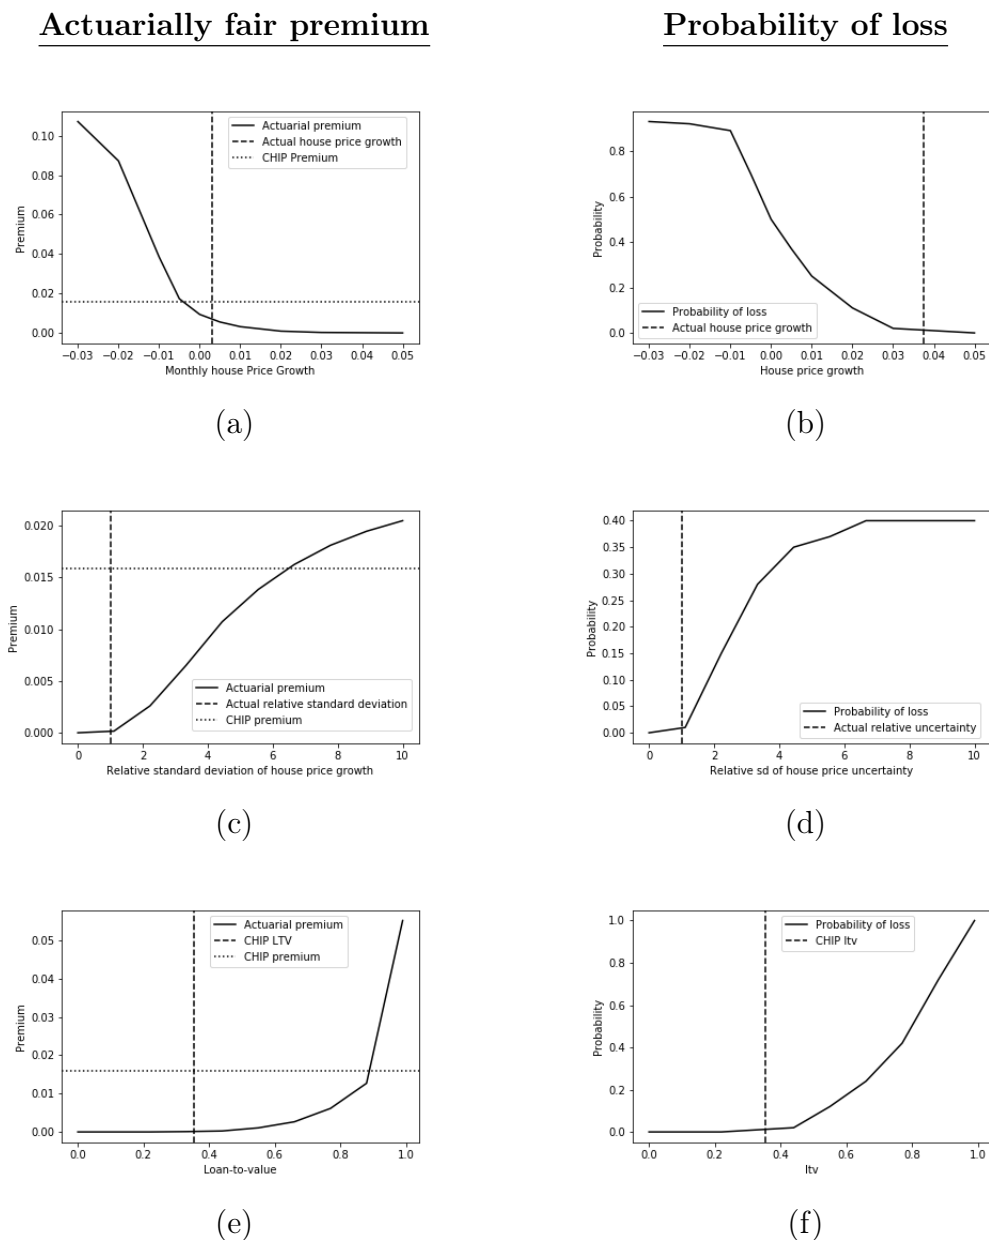 Actuarially fair premium
Probability of loss
0.10
0.08
0.06
0.04
0.02
0.00
Premium
Actuarial premium
Actual house price growth
CHIP Premium
−0.03 −0.02 −0.01 0.00 0.01 0.02 0.03 0.04 0.05
Monthly house Price Growth
(a)
0.8
0.6
0.4
0.2
0.0
Probability
Probability of loss
Actual house price growth
−0.03 −0.02 −0.01 0.00 0.01 0.02 0.03 0.04 0.05
House price growth
(b)
0.020
0.015
0.010
0.005
0.000
Premium
Actuarial premium
Actual relative standard deviation
CHIP premium
0 2 4 6 8 10
Relative standard deviation of house price growth
(c)
0.40
0.35
0.30
0.25
0.20
0.15
0.10
0.05
0.00
Probability
Probability of loss
Actual relative uncertainty
0 2 4 6 8 10
Relative sd of house price uncertainty
(d)
0.05
0.04
0.03
0.02
0.01
0.00
Premium
Actuarial premium
CHIP LTV
CHIP premium
0.0 0.2 0.4 0.6 0.8 1.0
Loan-to-value
(e)
1.0
0.8
0.6
0.4
0.2
0.0
Probability
Probability of loss
CHIP ltv
0.0 0.2 0.4 0.6 0.8 1.0
ltv
(f)